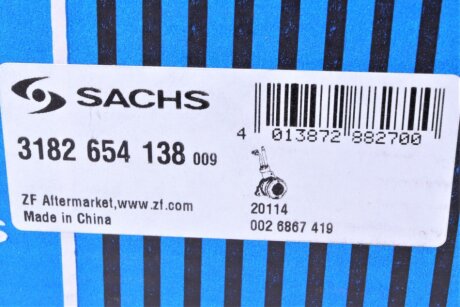 SACHS
4 013872 882700
3182 654 138 009
ZF Aftermarket,www.zf.com
Made in China
20114
002 6867 419
s